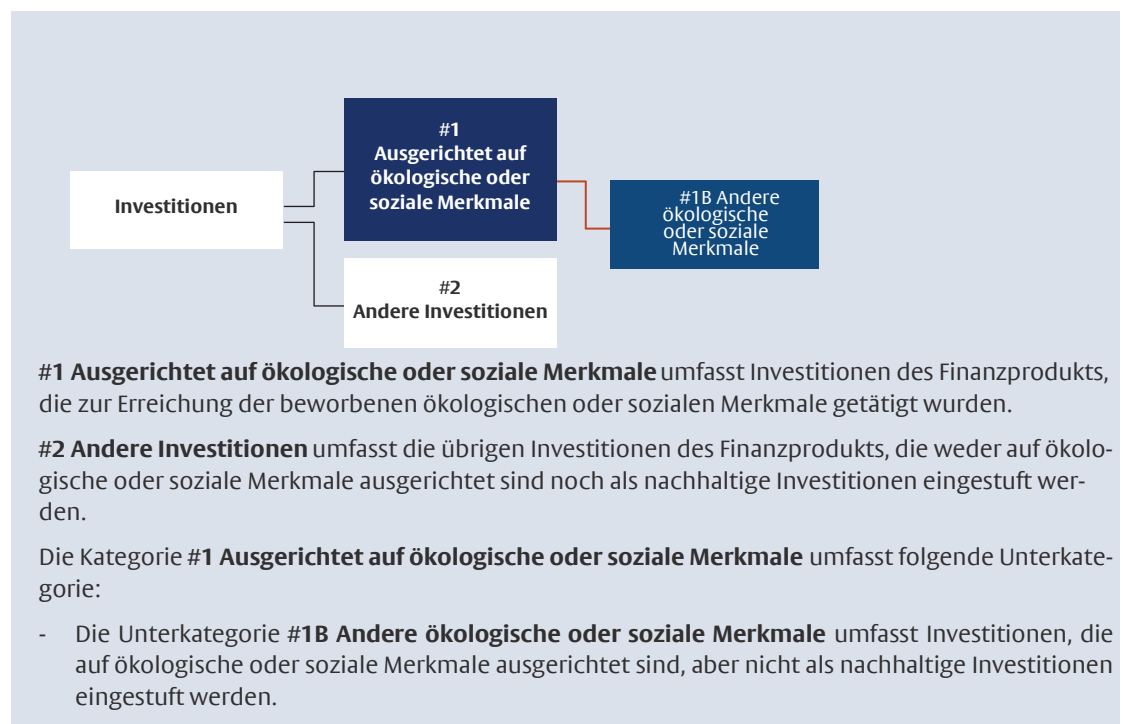 #1
Ausgerichtet auf
ökologische oder
soziale Merkmale
Investitionen
#1B Andere
ökologische
oder soziale
Merkmale
#2
Andere Investitionen
#1 Ausgerichtet auf ökologische oder soziale Merkmale umfasst Investitionen des Finanzprodukts,
die zur Erreichung der beworbenen ökologischen oder sozialen Merkmale getätigt wurden.
#2 Andere Investitionen umfasst die übrigen Investitionen des Finanzprodukts, die weder auf ökolo-
gische oder soziale Merkmale ausgerichtet sind noch als nachhaltige Investitionen eingestuft wer-
den.
Die Kategorie #1 Ausgerichtet auf ökologische oder soziale Merkmale umfasst folgende Unterkate-
gorie:
- Die Unterkategorie #1B Andere ökologische oder soziale Merkmale umfasst Investitionen, die
auf ökologische oder soziale Merkmale ausgerichtet sind, aber nicht als nachhaltige Investitionen
eingestuft werden.